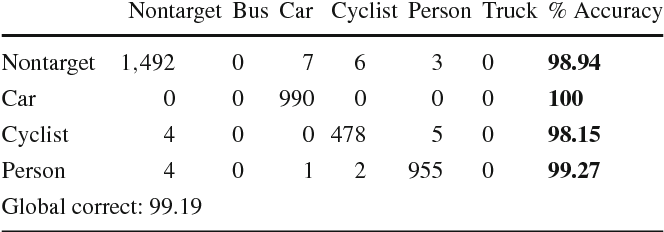 Nontarget Bus Car Cyclist Person Truck % Accuracy
Nontarget 1,492 0 7 6 3 0 98.94
Car 0 0 990 0 0 0 100
Cyclist 4 0 0 478 5 0 98.15
Person 4 0 1 2 955 0 99.27
Global correct: 99.19